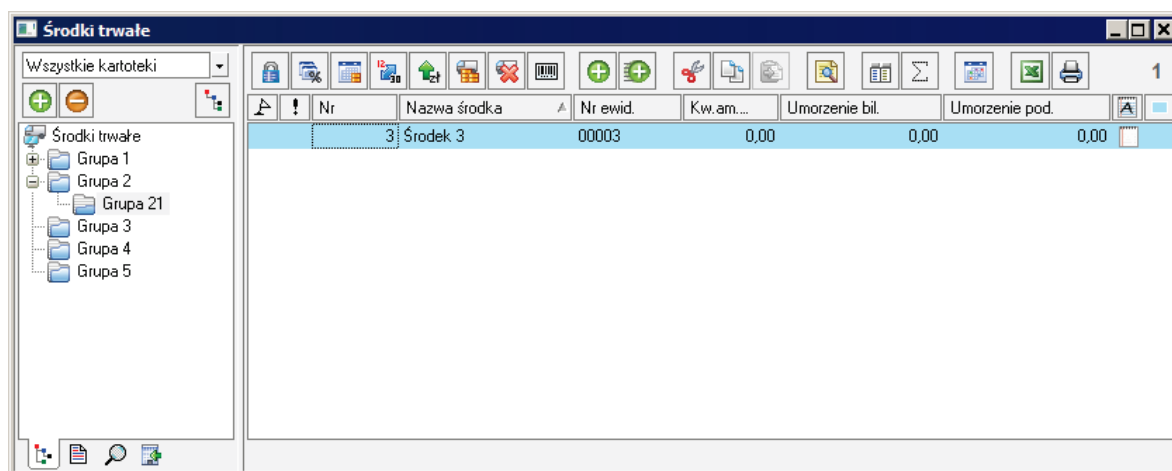 Środki trwałe
Wszystkie kartoteki
1
! Nr Nazwa środka Nr ewid. Kw.am.... Umorzenie bil. Umorzenie pod. A
3 Środek 3 00003 0,00 0,00 0,00
Środki trwałe
Grupa 1
Grupa 2
Grupa 21
Grupa 3
Grupa 4
Grupa 5